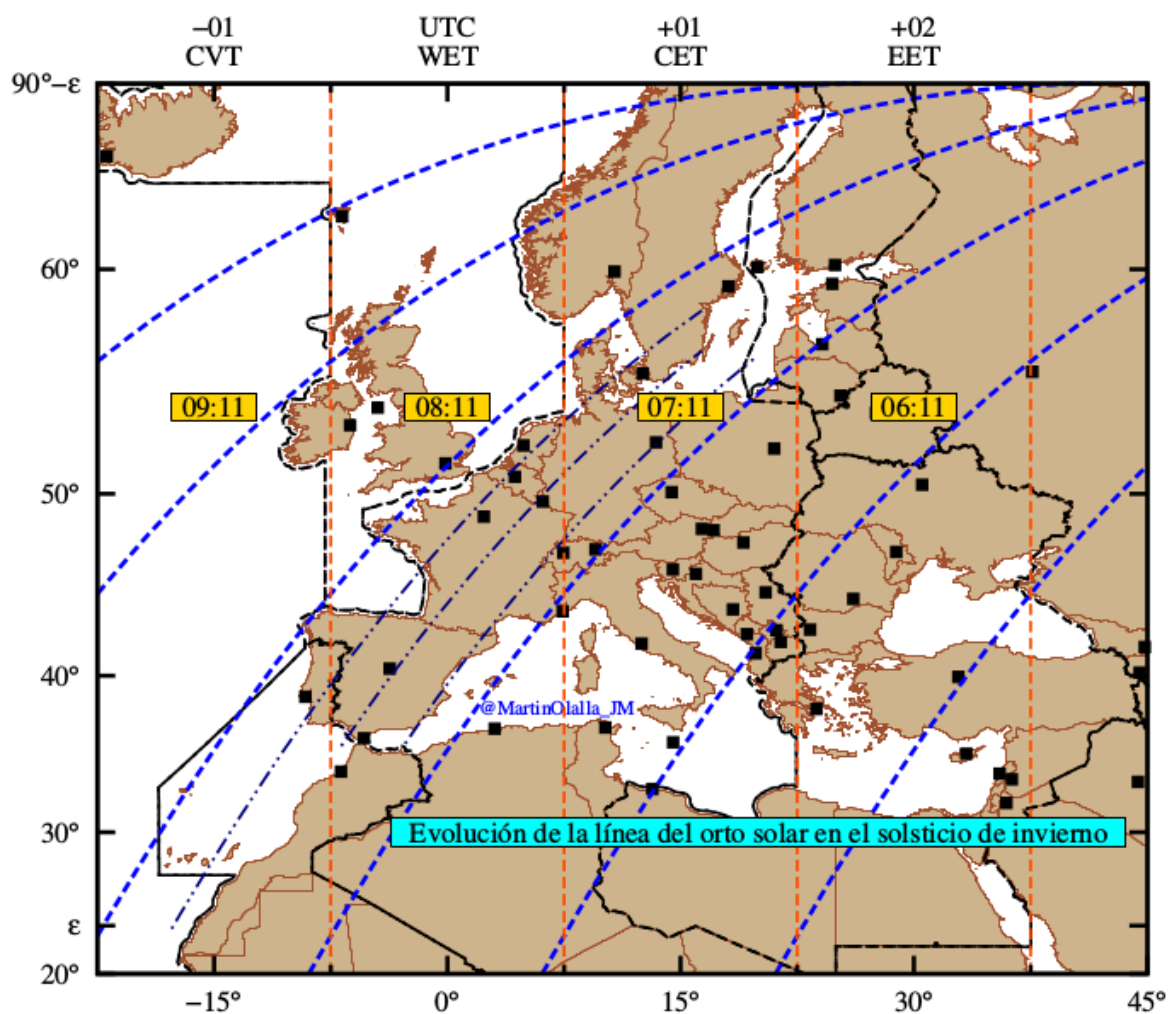 −01 UTC +01 +02
CVT WET CET EET
90°−ε
60°
09:11 08:11 07:11 06:11
50°
40°
@MartinOlalla_JM
30°
Evolución de la línea del orto solar en el solsticio de invierno
ε
20°
−15° 0° 15° 30° 45°